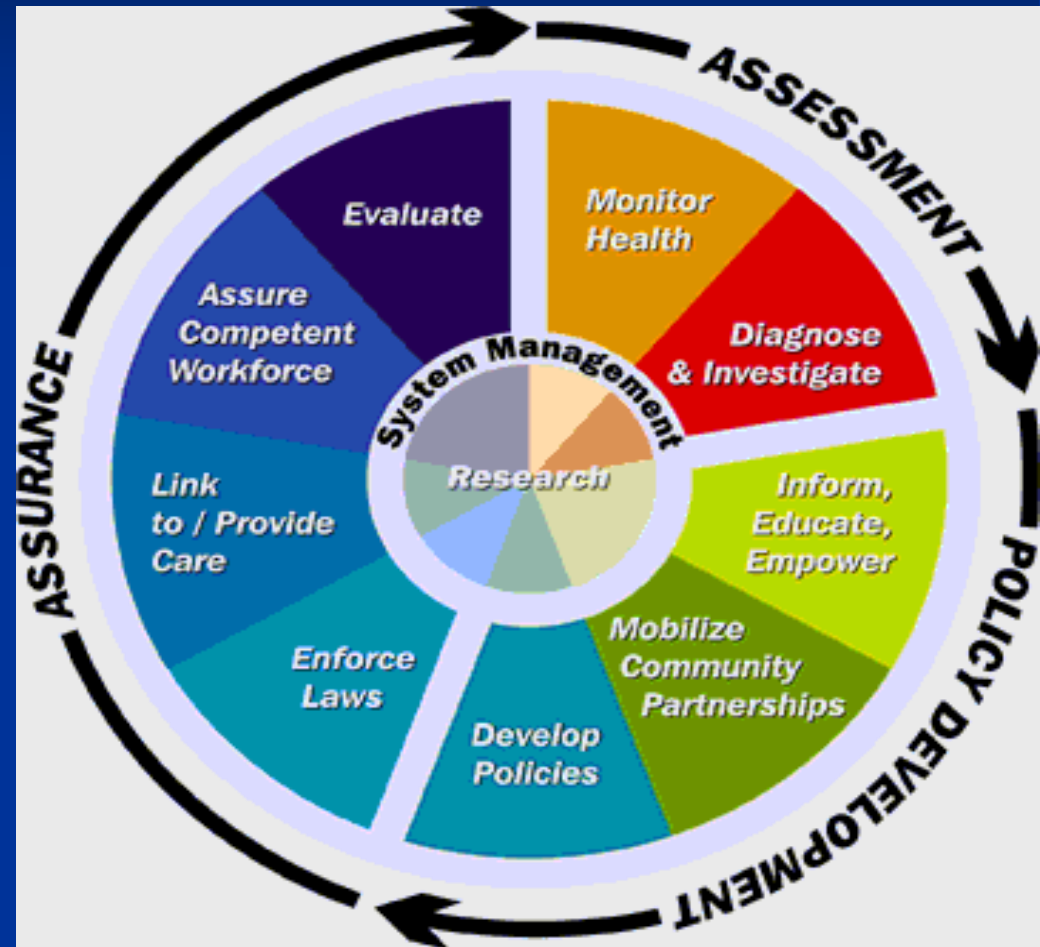 ASSESSMENT
Monitor
Health
Diagnose
& Investigate
POLICY DEVELOPMENT
Inform,
Educate,
Empower
Mobilize
Community
Partnerships
Develop
Policies
ASSURANCE
Enforce
Laws
Link
to / Provide
Care
Assure
Competent
Workforce
Evaluate
System Management
Research